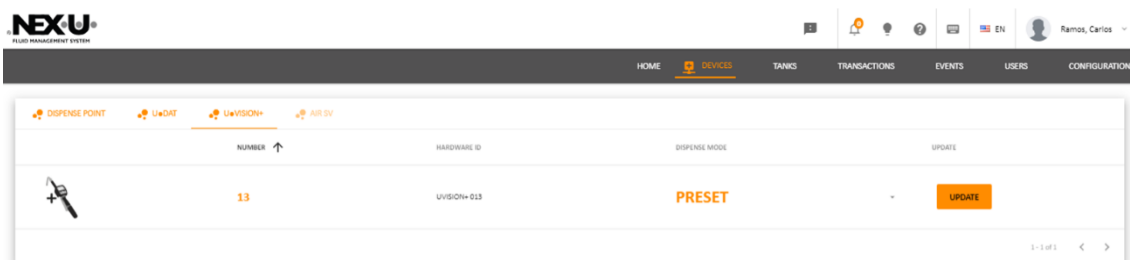 NEX·U·
FLUID MANAGEMENT SYSTEM
EN
Ramos, Carlos
HOME DEVICES TANKS TRANSACTIONS EVENTS USERS CONFIGURATION
DISPENSE POINT U●DAT U●VISION+ AIR SV
NUMBER ↑ HARDWARE ID DISPENSE MODE UPDATE
13 UVISION+ 013 PRESET UPDATE
1 - 1 of 1